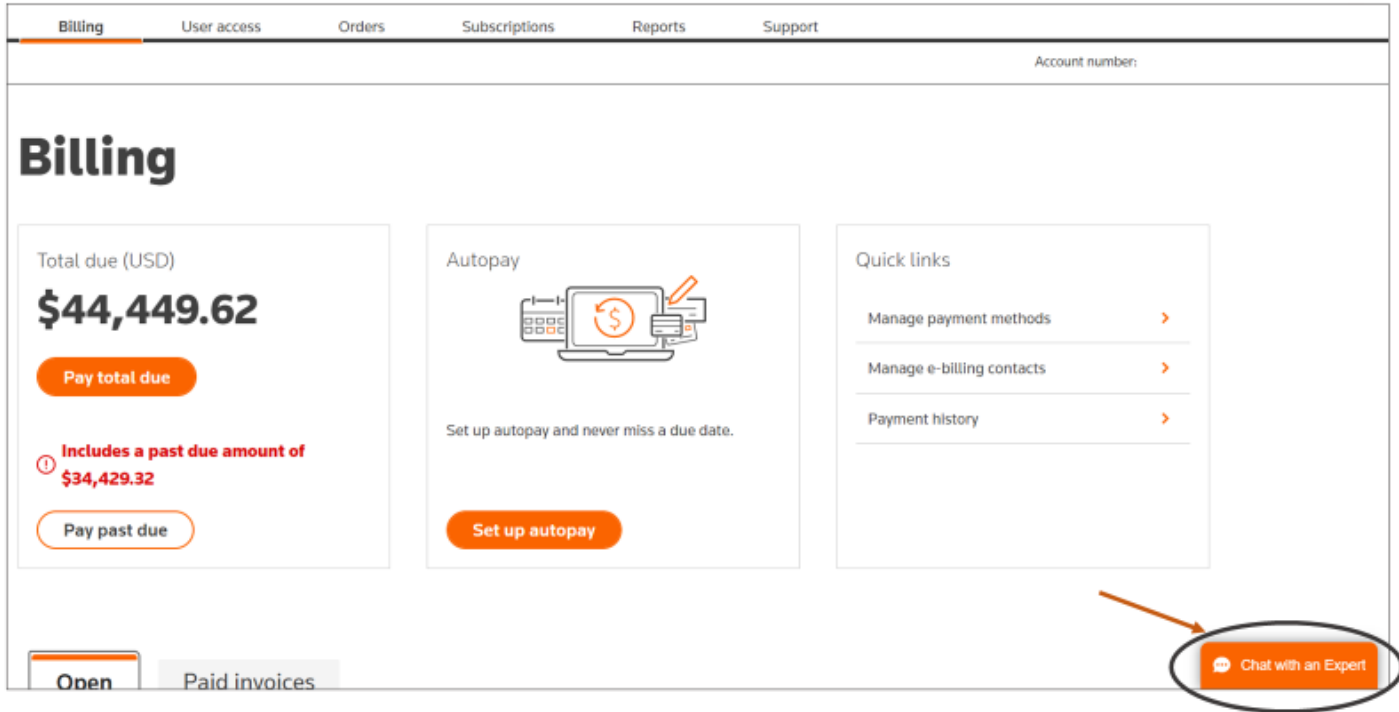 Billing User access Orders Subscriptions Reports Support
Account number:
Billing
Total due (USD)
$44,449.62
Pay total due
Includes a past due amount of
$34,429.32
Pay past due
Autopay
Set up autopay and never miss a due date.
Set up autopay
Quick links
Manage payment methods
Manage e-billing contacts
Payment history
Open Paid invoices
Chat with an Expert